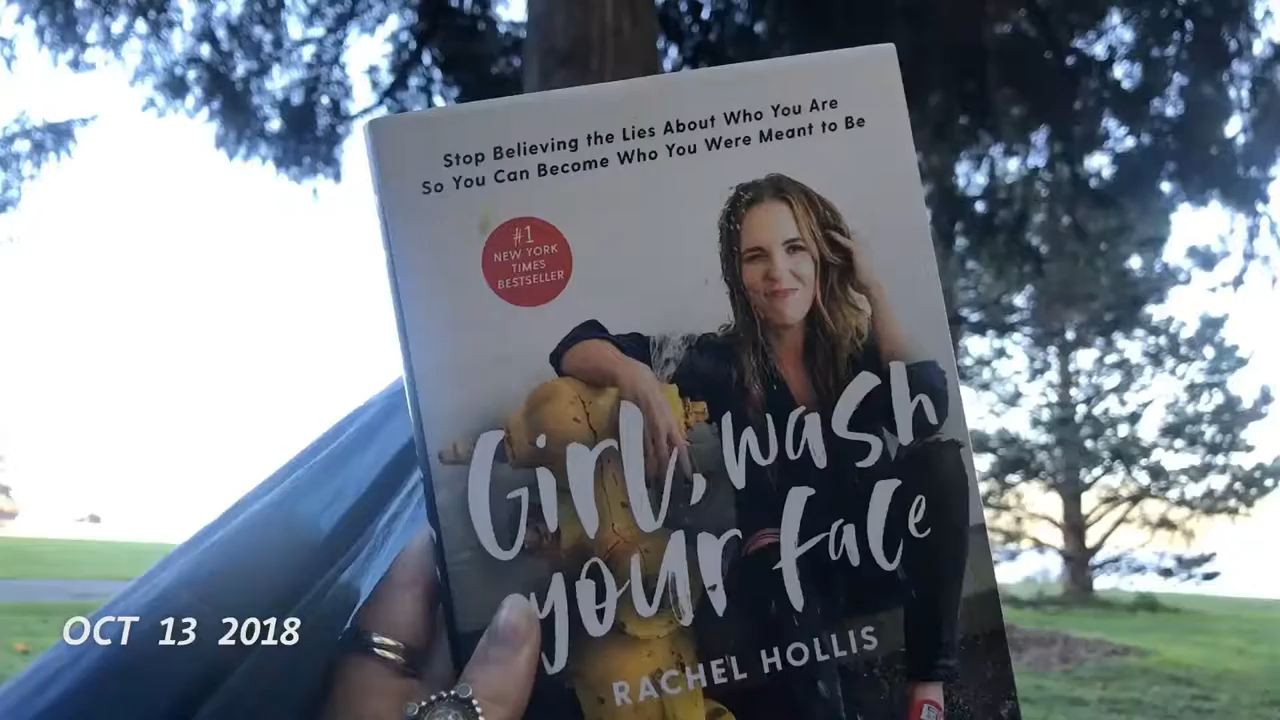 Stop Believing the Lies About Who You Are
So You Can Become Who You Were Meant to Be
#1
NEW YORK
TIMES
BESTSELLER
Girl, wash
your face
RACHEL HOLLIS
OCT 13 2018